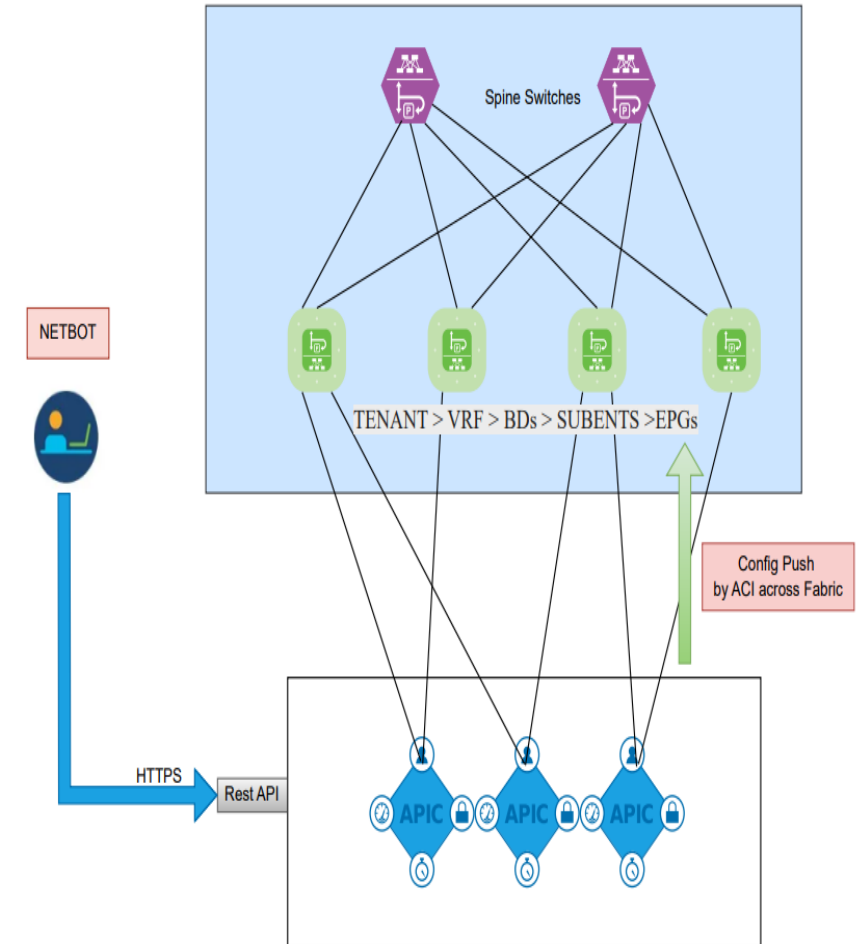 Spine Switches
NETBOT
TENANT > VRF > BDs > SUBENTS >EPGs
Config Push
by ACI across Fabric
HTTPS
Rest API
APIC
APIC
APIC
P
P